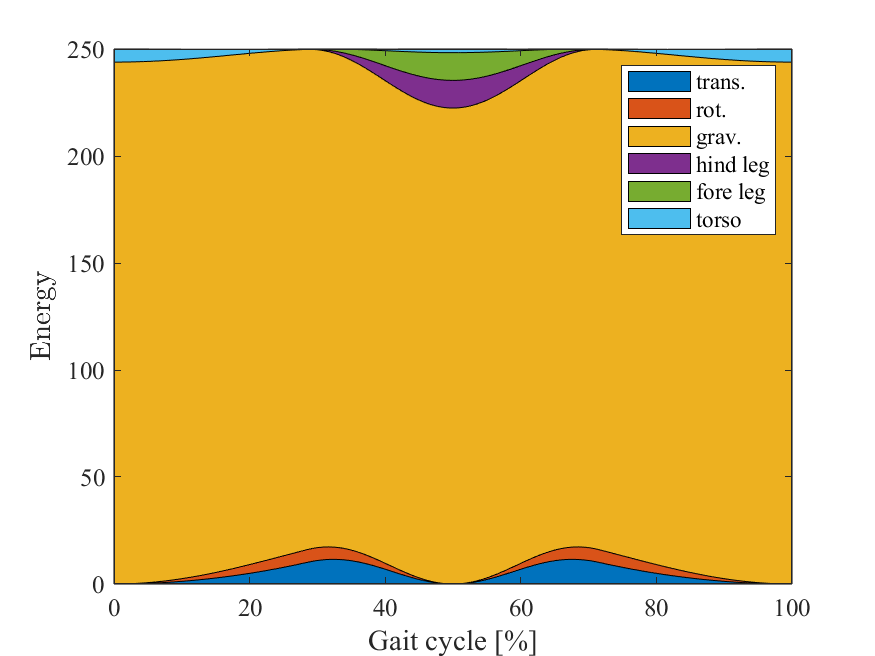 250
200
150
100
50
0
Energy
0 20 40 60 80 100
Gait cycle [%]
trans.
rot.
grav.
hind leg
fore leg
torso